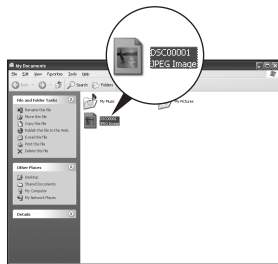 DSC00001
JPEG Image
My Documents
File Edit View Favorites Tools Help
Back Search Folders
File and Folder Tasks
Rename this file
Move this file
Copy this file
Publish this file to the Web
E-mail this file
Print this file
Delete this file
My Music
My Pictures
DSC00001
JPEG Image
Other Places
Desktop
Shared Documents
My Computer
My Network Places
Details